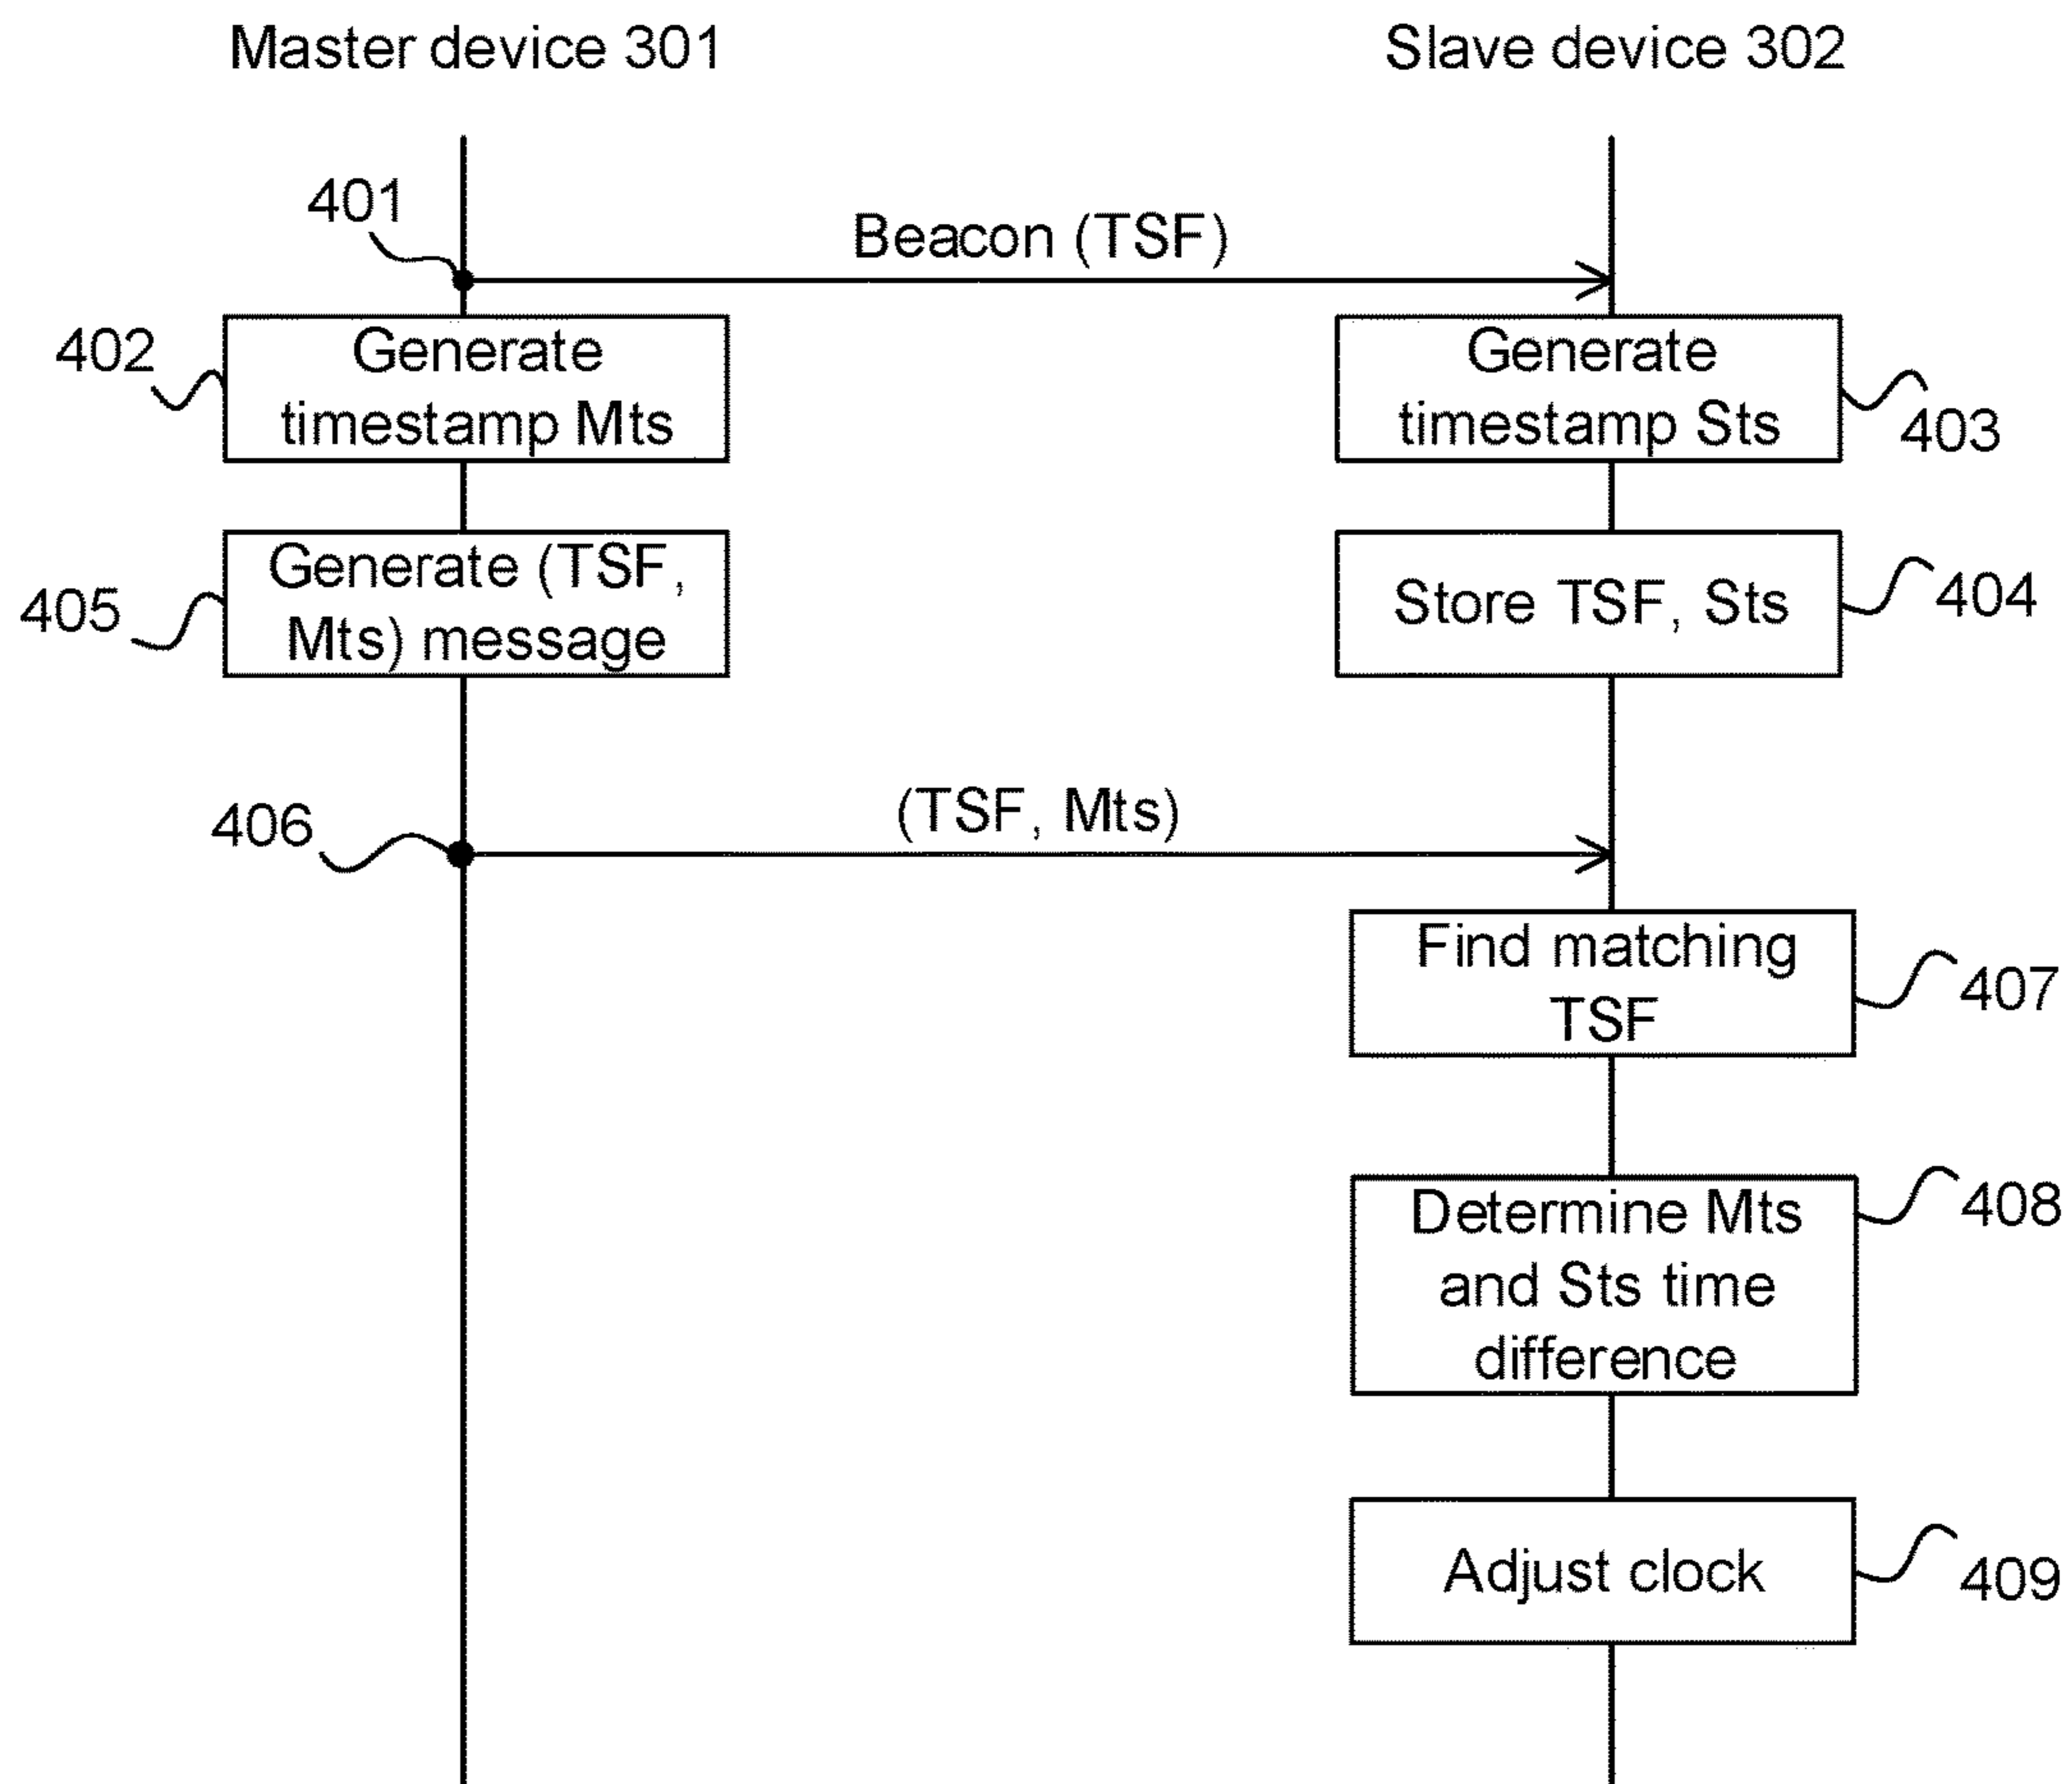 Master device 301
Slave device 302
401
Beacon (TSF)
402
Generate
timestamp Mts
Generate
timestamp Sts
403
405
Generate (TSF,
Mts) message
Store TSF, Sts
404
406
(TSF, Mts)
Find matching
TSF
407
Determine Mts
and Sts time
difference
408
Adjust clock
409